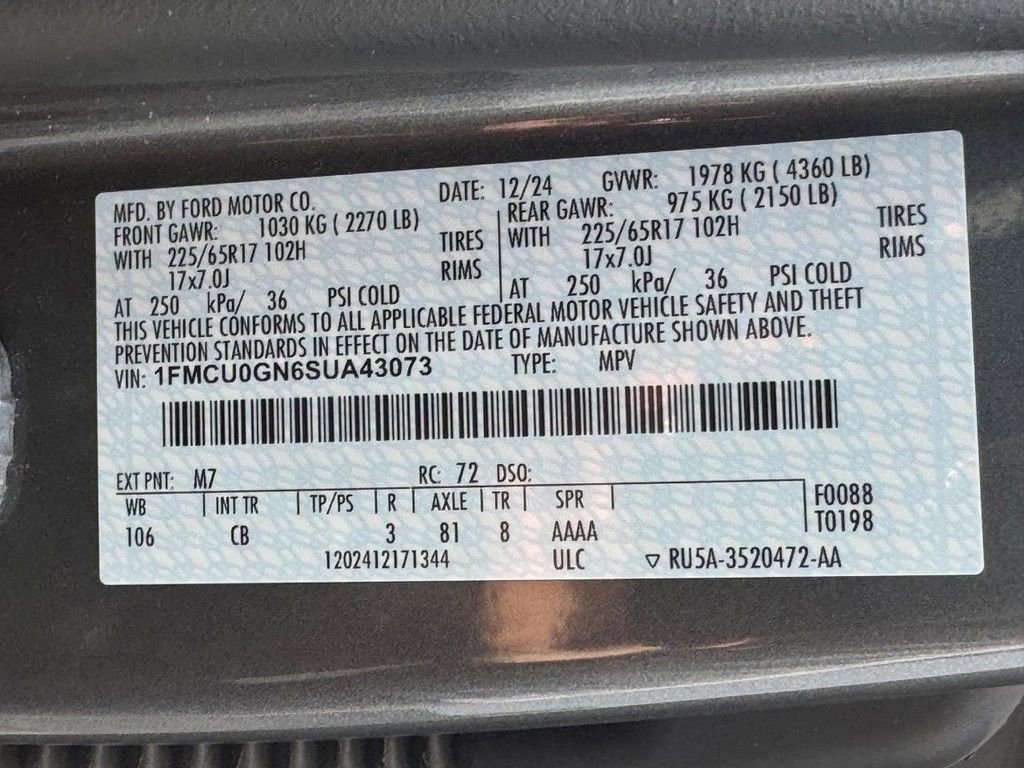 MFD. BY FORD MOTOR CO. DATE: 12/24 GVWR: 1978 KG ( 4360 LB)
FRONT GAWR: 1030 KG ( 2270 LB) REAR GAWR: 975 KG ( 2150 LB)
WITH 225/65R17 102H TIRES WITH 225/65R17 102H TIRES
17x7.0J RIMS 17x7.0J RIMS
AT 250 kPa/ 36 PSI COLD AT 250 kPa/ 36 PSI COLD
THIS VEHICLE CONFORMS TO ALL APPLICABLE FEDERAL MOTOR VEHICLE SAFETY AND THEFT
PREVENTION STANDARDS IN EFFECT ON THE DATE OF MANUFACTURE SHOWN ABOVE.
VIN: 1FMCU0GN6SUA43073 TYPE: MPV
EXT PNT: M7 RC: 72 DSO:
WB INT TR TP/PS R AXLE TR SPR F0088
106 CB 3 81 8 AAAA T0198
1202412171344 ULC ▽ RU5A-3520472-AA